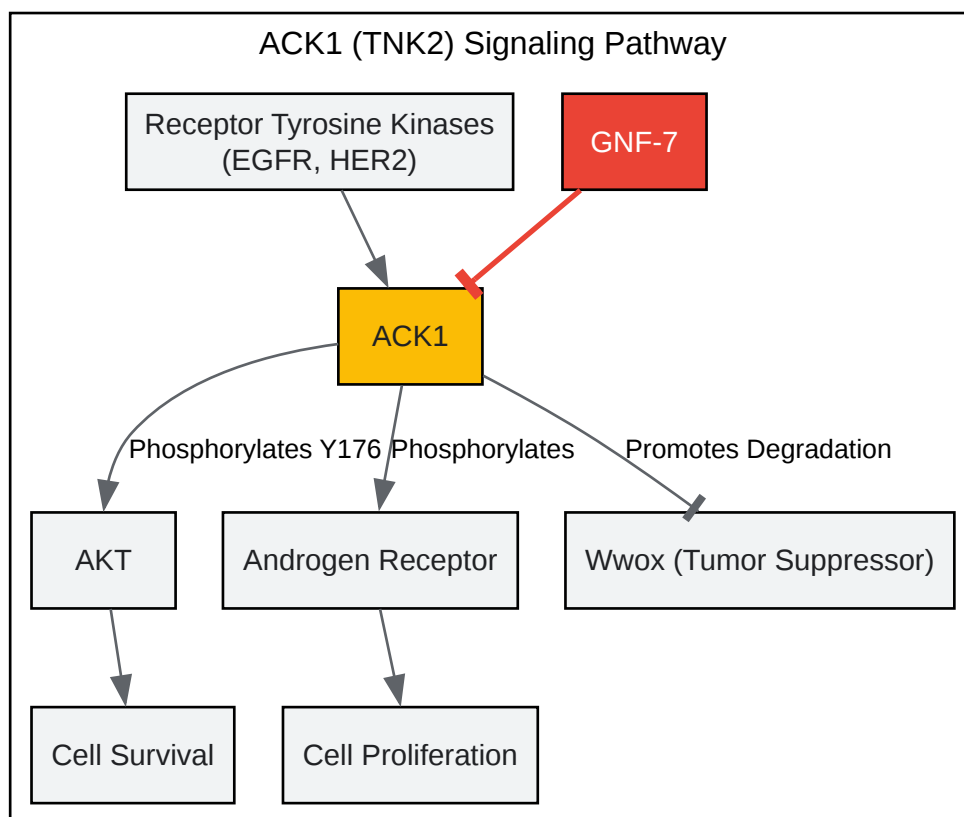 ACK1 (TNK2) Signaling Pathway
Receptor Tyrosine Kinases
(EGFR, HER2)
GNF-7
ACK1
Phosphorylates Y176
Phosphorylates
Promotes Degradation
AKT
Androgen Receptor
Wwox (Tumor Suppressor)
Cell Survival
Cell Proliferation